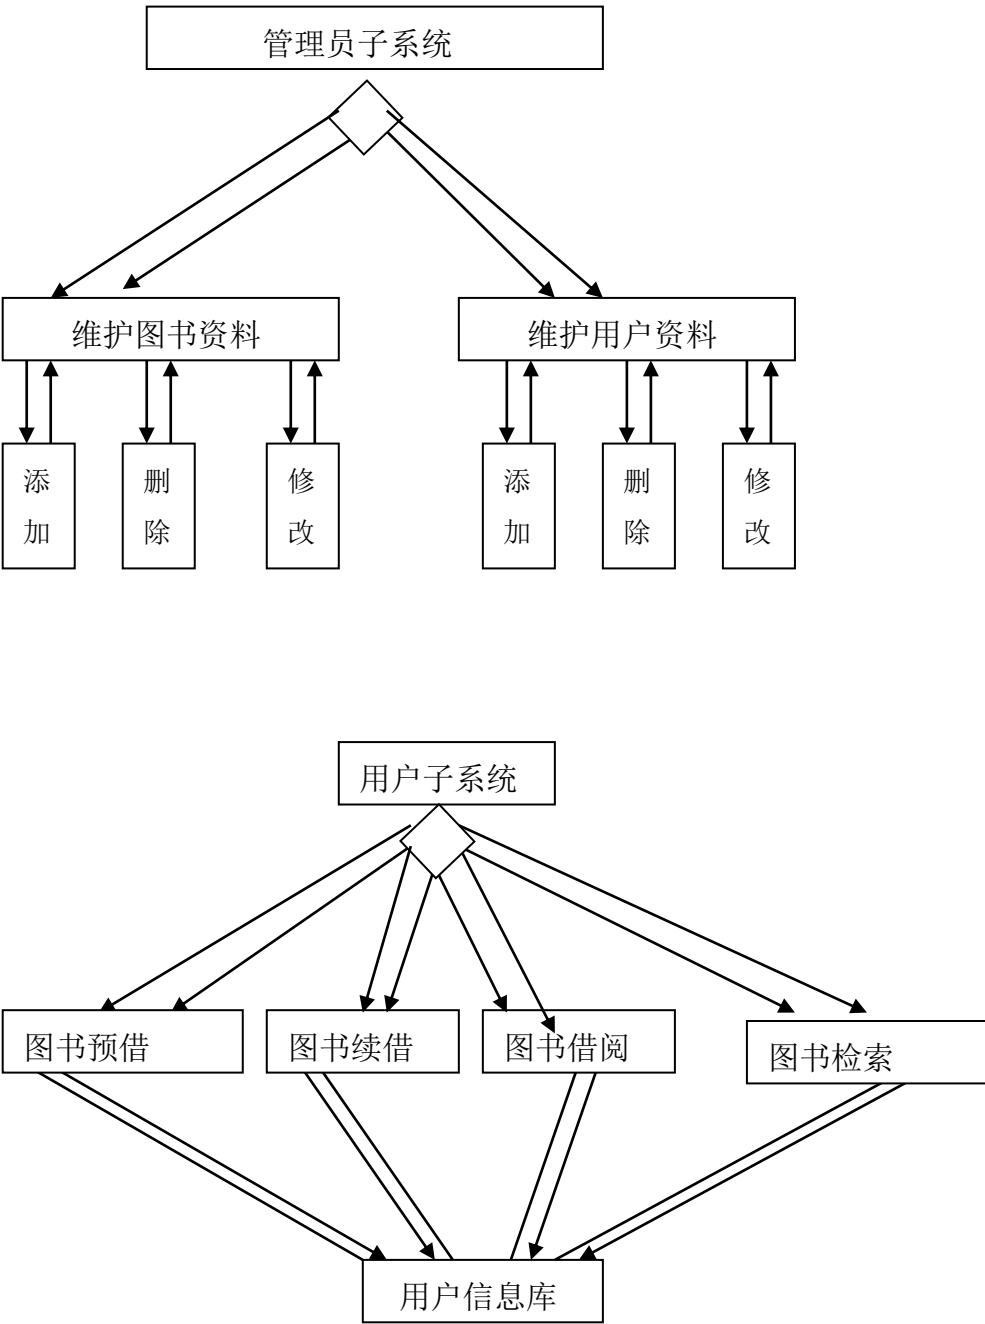 管理员子系统
维护图书资料
维护用户资料
添
加
删
除
修
改
添
加
删
除
修
改
用户子系统
图书预借
图书续借
图书借阅
图书检索
用户信息库